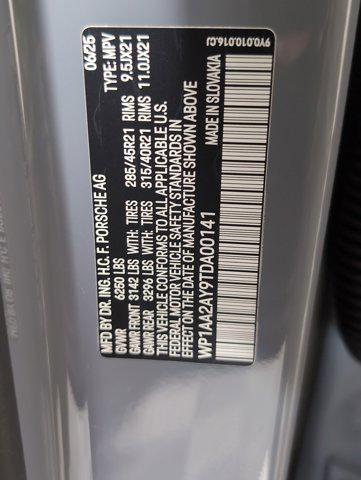 MFD BY DR. ING. H.C. F. PORSCHE AG 06/25
GVWR 6250 LBS TYPE: MPV
GAWR FRONT 3142 LBS WITH TIRES 285/45R21 RIMS 9.5JX21
GAWR REAR 3296 LBS WITH TIRES 315/40R21 RIMS 11.0JX21
THIS VEHICLE CONFORMS TO ALL APPLICABLE U.S.
FEDERAL MOTOR VEHICLE SAFETY STANDARDS IN
EFFECT ON THE DATE OF MANUFACTURE SHOWN ABOVE
WP1AA2AY9TDA00141 MADE IN SLOVAKIA
9Y0.010.016.CJ